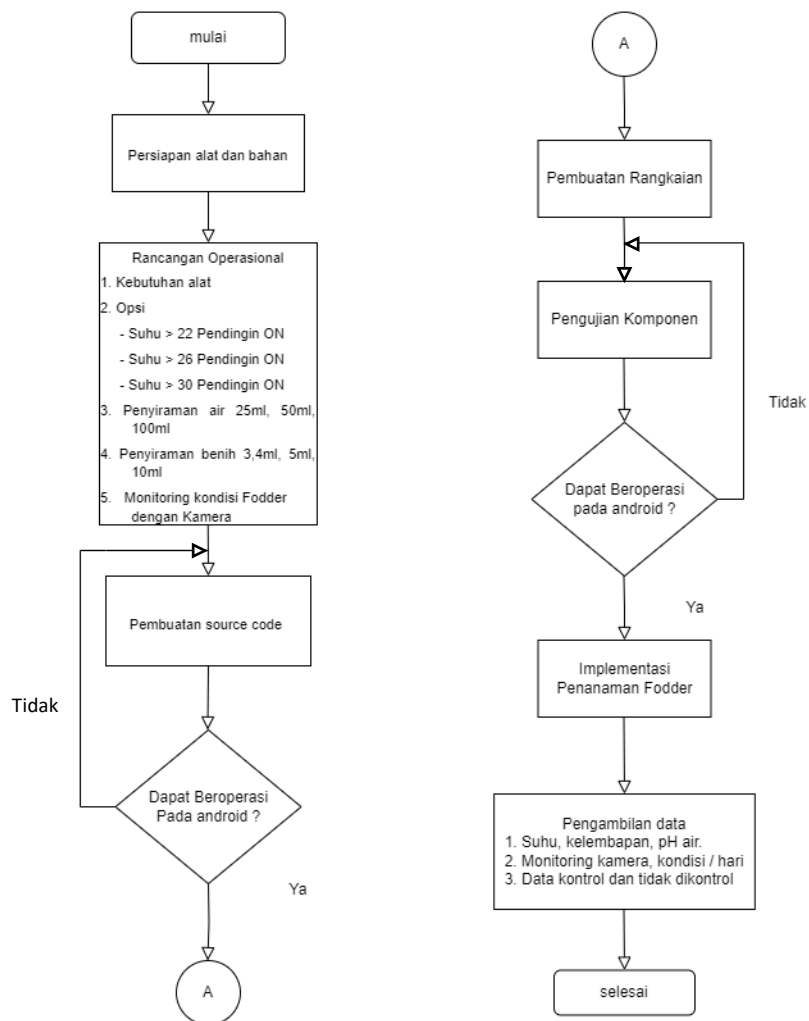 mulai
Persiapan alat dan bahan
Rancangan Operasional
1. Kebutuhan alat
2. Opsi
- Suhu > 22 Pendingin ON
- Suhu > 26 Pendingin ON
- Suhu > 30 Pendingin ON
3. Penyiraman air 25ml, 50ml,
100ml
4. Penyiraman benih 3,4ml, 5ml,
10ml
5. Monitoring kondisi Fodder
dengan Kamera
Pembuatan source code
Tidak
Dapat Beroperasi
Pada android ?
Ya
A
A
Pembuatan Rangkaian
Pengujian Komponen
Tidak
Dapat Beroperasi
pada android ?
Ya
Implementasi
Penanaman Fodder
Pengambilan data
1. Suhu, kelembapan, pH air.
2. Monitoring kamera, kondisi / hari
3. Data kontrol dan tidak dikontrol
selesai